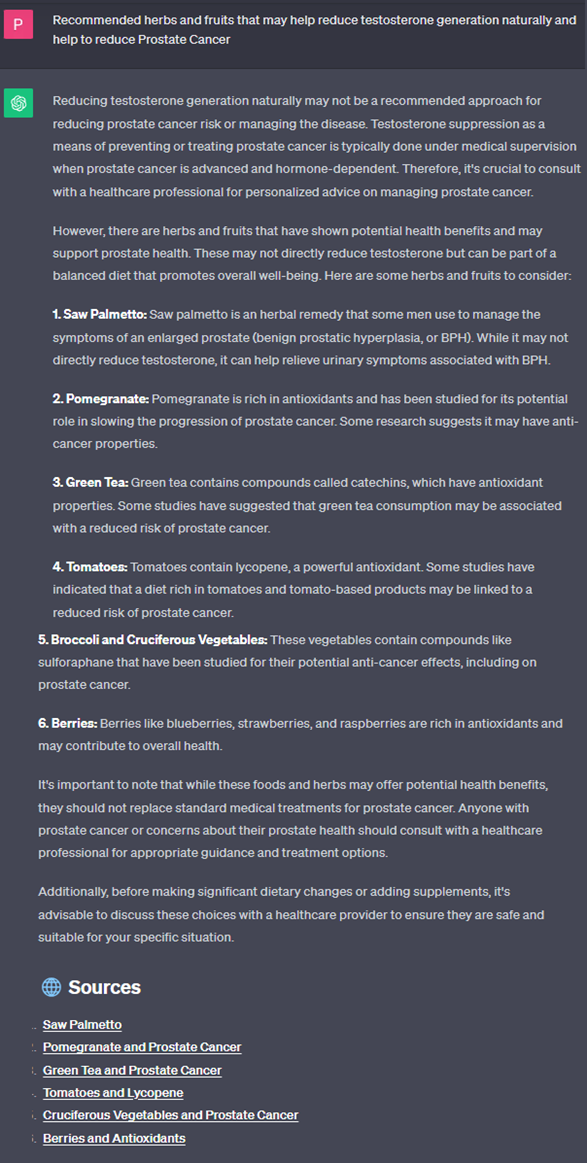 P
Recommended herbs and fruits that may help reduce testosterone generation naturally and
help to reduce Prostate Cancer
Reducing testosterone generation naturally may not be a recommended approach for
reducing prostate cancer risk or managing the disease. Testosterone suppression as a
means of preventing or treating prostate cancer is typically done under medical supervision
when prostate cancer is advanced and hormone-dependent. Therefore, it's crucial to consult
with a healthcare professional for personalized advice on managing prostate cancer.
However, there are herbs and fruits that have shown potential health benefits and may
support prostate health. These may not directly reduce testosterone but can be part of a
balanced diet that promotes overall well-being. Here are some herbs and fruits to consider:
1. Saw Palmetto: Saw palmetto is an herbal remedy that some men use to manage the
symptoms of an enlarged prostate (benign prostatic hyperplasia, or BPH). While it may not
directly reduce testosterone, it can help relieve urinary symptoms associated with BPH.
2. Pomegranate: Pomegranate is rich in antioxidants and has been studied for its potential
role in slowing the progression of prostate cancer. Some research suggests it may have anti-
cancer properties.
3. Green Tea: Green tea contains compounds called catechins, which have antioxidant
properties. Some studies have suggested that green tea consumption may be associated
with a reduced risk of prostate cancer.
4. Tomatoes: Tomatoes contain lycopene, a powerful antioxidant. Some studies have
indicated that a diet rich in tomatoes and tomato-based products may be linked to a
reduced risk of prostate cancer.
5. Broccoli and Cruciferous Vegetables: These vegetables contain compounds like
sulforaphane that have been studied for their potential anti-cancer effects, including on
prostate cancer.
6. Berries: Berries like blueberries, strawberries, and raspberries are rich in antioxidants and
may contribute to overall health.
It's important to note that while these foods and herbs may offer potential health benefits,
they should not replace standard medical treatments for prostate cancer. Anyone with
prostate cancer or concerns about their prostate health should consult with a healthcare
professional for appropriate guidance and treatment options.
Additionally, before making significant dietary changes or adding supplements, it's
advisable to discuss these choices with a healthcare provider to ensure they are safe and
suitable for your specific situation.
Sources
Saw Palmetto
Pomegranate and Prostate Cancer
Green Tea and Prostate Cancer
Tomatoes and Lycopene
Cruciferous Vegetables and Prostate Cancer
Berries and Antioxidants